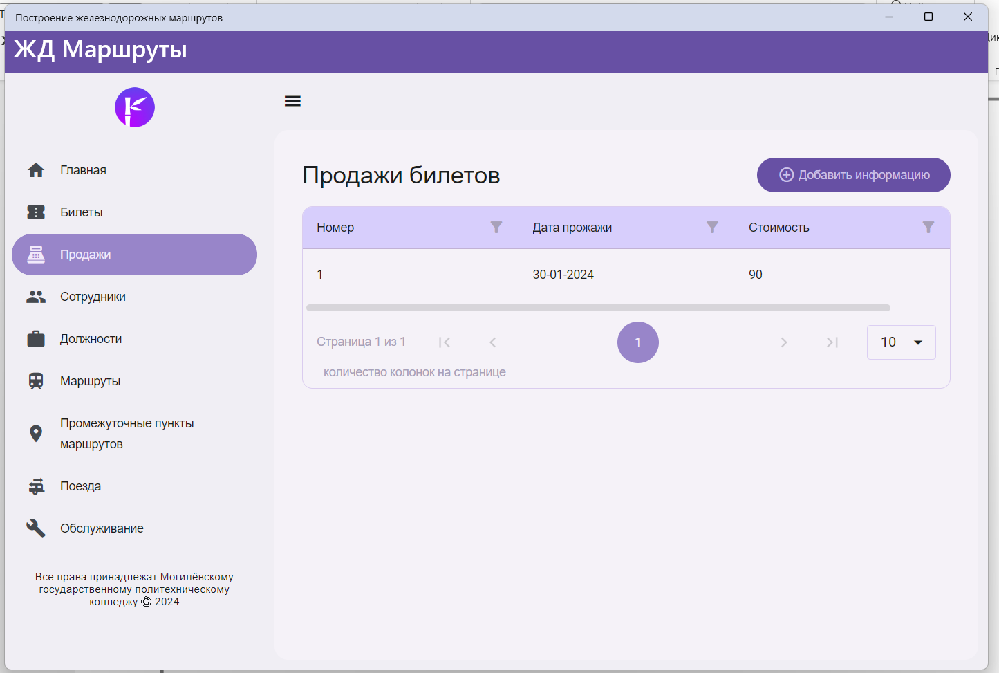 Построение железнодорожных маршрутов
ЖД Маршруты
Главная
Билеты
Продажи
Сотрудники
Должности
Маршруты
Промежуточные пункты
маршрутов
Поезда
Обслуживание
Все права принадлежат Могилёвскому
государственному политехническому
колледжу © 2024
Продажи билетов
Добавить информацию
Номер Дата прожажи Стоимость
1 30-01-2024 90
Страница 1 из 1 1 10
количество колонок на странице